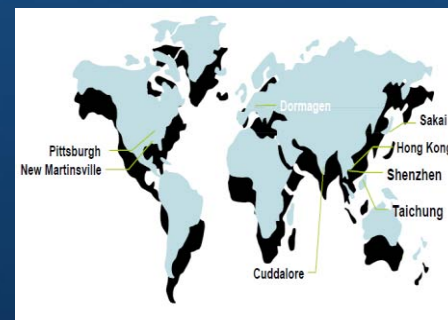 Dormagen
Sakai
Pittsburgh
Hong Kong
New Martinsville
Shenzhen
Taichung
Cuddalore